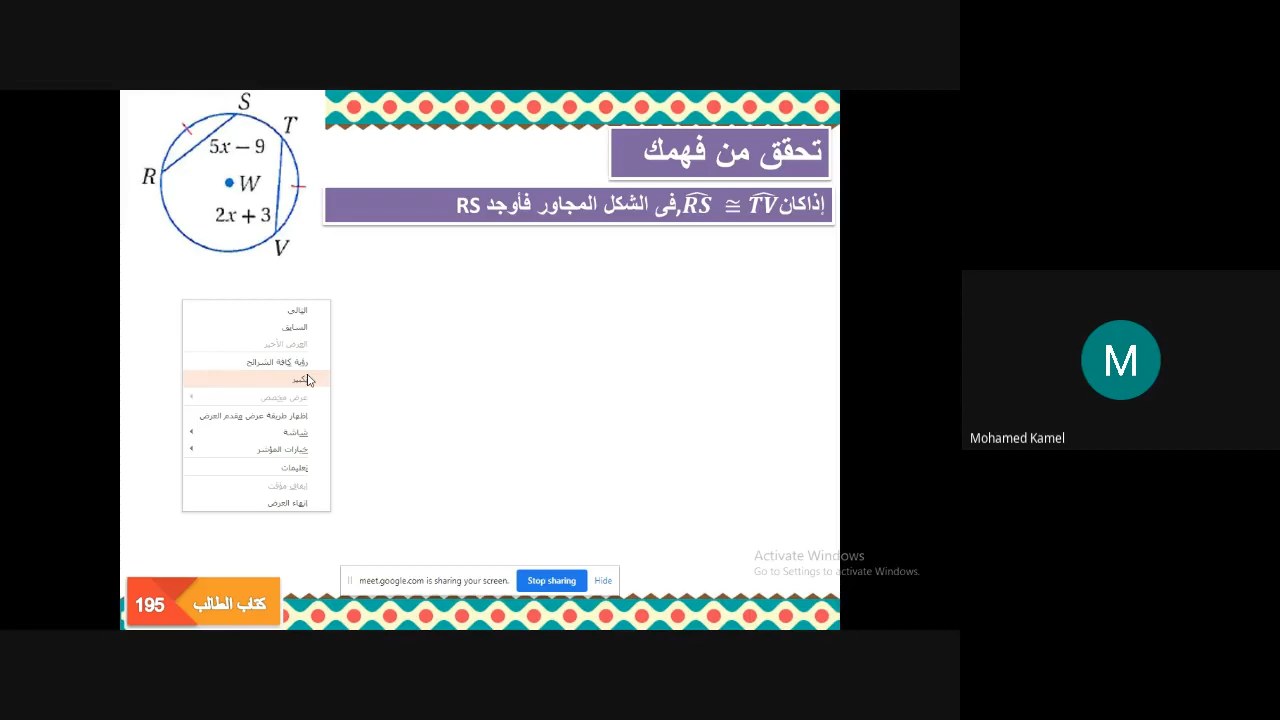 S
T
5x − 9
R
W
2x + 3
V
تحقق من فهمك
إذاكان TV ≅ RS,فى الشكل المجاور فأوجد RS
التالي
السابق
العرض الأخير
رؤية كافة الشرائح
تكبير
عرض مخصص
إظهار طريقة عرض مقدم العرض
شاشة
خيارات المؤشر
تعليمات
إيقاف مؤقت
إنهاء العرض
M
Mohamed Kamel
Activate Windows
Go to Settings to activate Windows.
meet.google.com is sharing your screen.
Stop sharing
Hide
كتاب الطالب
195